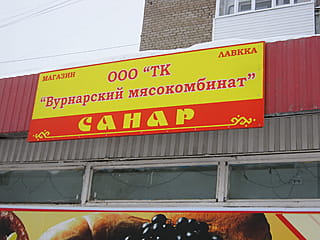 МАГАЗИН ЛАВККА
ООО "ТК
"Вурнарский мясокомбинат"
САНАР